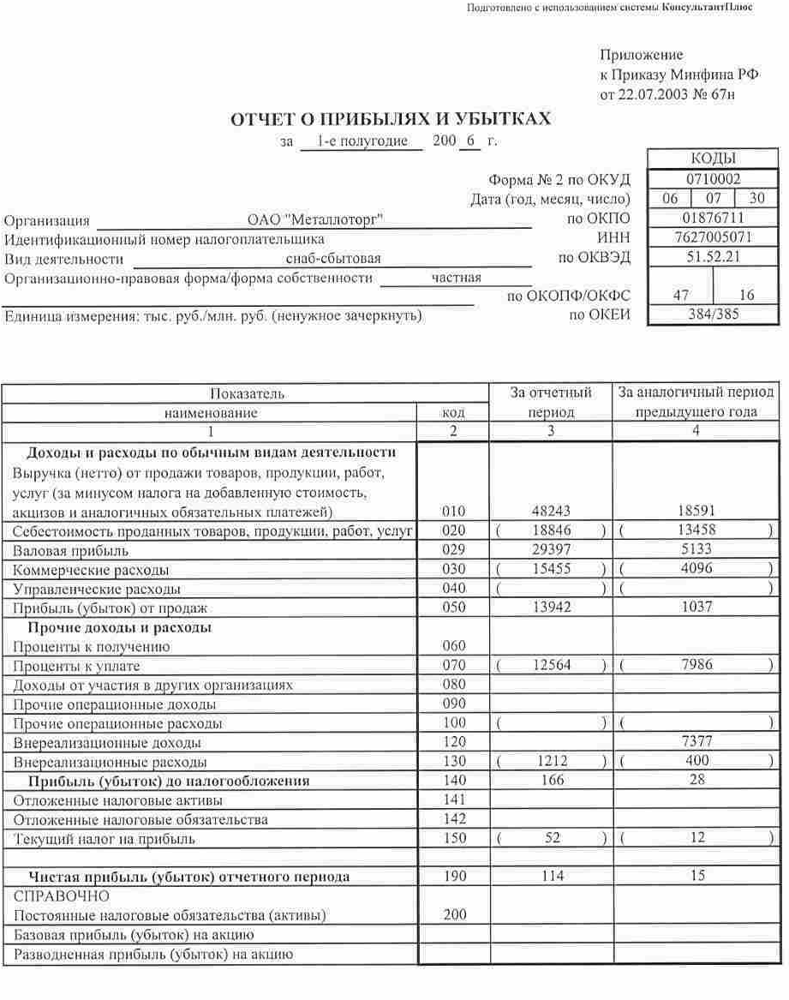 Подготовлено с использованием системы КонсультантПлюс
Приложение
к Приказу Минфина РФ
от 22.07.2003 № 67н
ОТЧЕТ О ПРИБЫЛЯХ И УБЫТКАХ
за 1-е полугодие 200 6 г.
КОДЫ
Форма № 2 по ОКУД 0710002
Дата (год, месяц, число) 06 07 30
Организация ОАО "Металлоторг" по ОКПО 01876711
Идентификационный номер налогоплательщика ИНН 7627005071
Вид деятельности снаб-сбытовая по ОКВЭД 51.52.21
Организационно-правовая форма/форма собственности частная
по ОКОПФ/ОКФС 47 16
Единица измерения: тыс. руб./млн. руб. (ненужное зачеркнуть) по ОКЕИ 384/385
Показатель За отчетный За аналогичный период
наименование код период предыдущего года
1 2 3 4
Доходы и расходы по обычным видам деятельности
Выручка (нетто) от продажи товаров, продукции, работ,
услуг (за минусом налога на добавленную стоимость,
акцизов и аналогичных обязательных платежей) 010 48243 18591
Себестоимость проданных товаров, продукции, работ, услуг 020 ( 18846 ) ( 13458 )
Валовая прибыль 029 29397 5133
Коммерческие расходы 030 ( 15455 ) ( 4096 )
Управленческие расходы 040 ( ) ( )
Прибыль (убыток) от продаж 050 13942 1037
Прочие доходы и расходы
Проценты к получению 060
Проценты к уплате 070 ( 12564 ) ( 7986 )
Доходы от участия в других организациях 080
Прочие операционные доходы 090
Прочие операционные расходы 100 ( ) ( )
Внереализационные доходы 120 7377
Внереализационные расходы 130 ( 1212 ) ( 400 )
Прибыль (убыток) до налогообложения 140 166 28
Отложенные налоговые активы 141
Отложенные налоговые обязательства 142
Текущий налог на прибыль 150 ( 52 ) ( 12 )
Чистая прибыль (убыток) отчетного периода 190 114 15
СПРАВОЧНО
Постоянные налоговые обязательства (активы) 200
Базовая прибыль (убыток) на акцию
Разводненная прибыль (убыток) на акцию